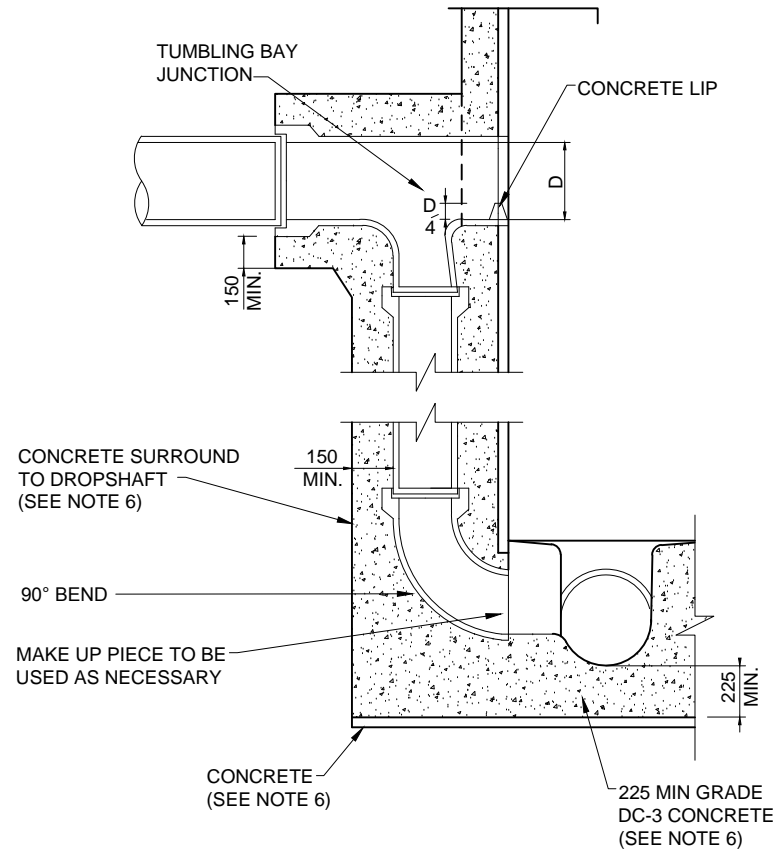 TUMBLING BAY
JUNCTION
CONCRETE LIP
D
D
4
150
MIN.
CONCRETE SURROUND
TO DROPSHAFT
(SEE NOTE 6)
150
MIN.
90° BEND
MAKE UP PIECE TO BE
USED AS NECESSARY
225
MIN.
CONCRETE
(SEE NOTE 6)
225 MIN GRADE
DC-3 CONCRETE
(SEE NOTE 6)